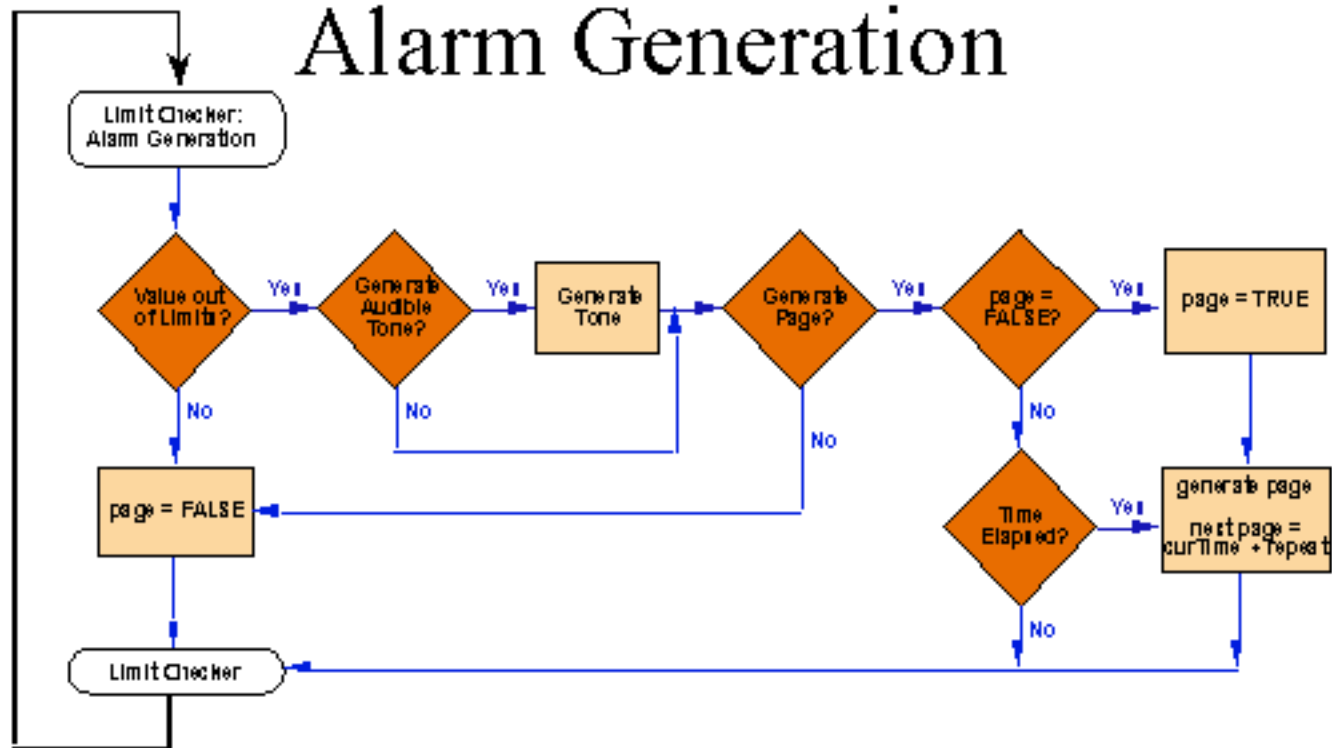 Alarm Generation
Limit Checker:
Alarm Generation
Value out
of Limits?
Yes
Generate
Audible
Tone?
Yes
Generate
Tone
Generate
Page?
Yes
page =
FALSE?
Yes
page = TRUE
No
No
No
No
page = FALSE
Time
Elapsed?
Yes
generate page
next page =
curTime + repeat
No
Limit Checker